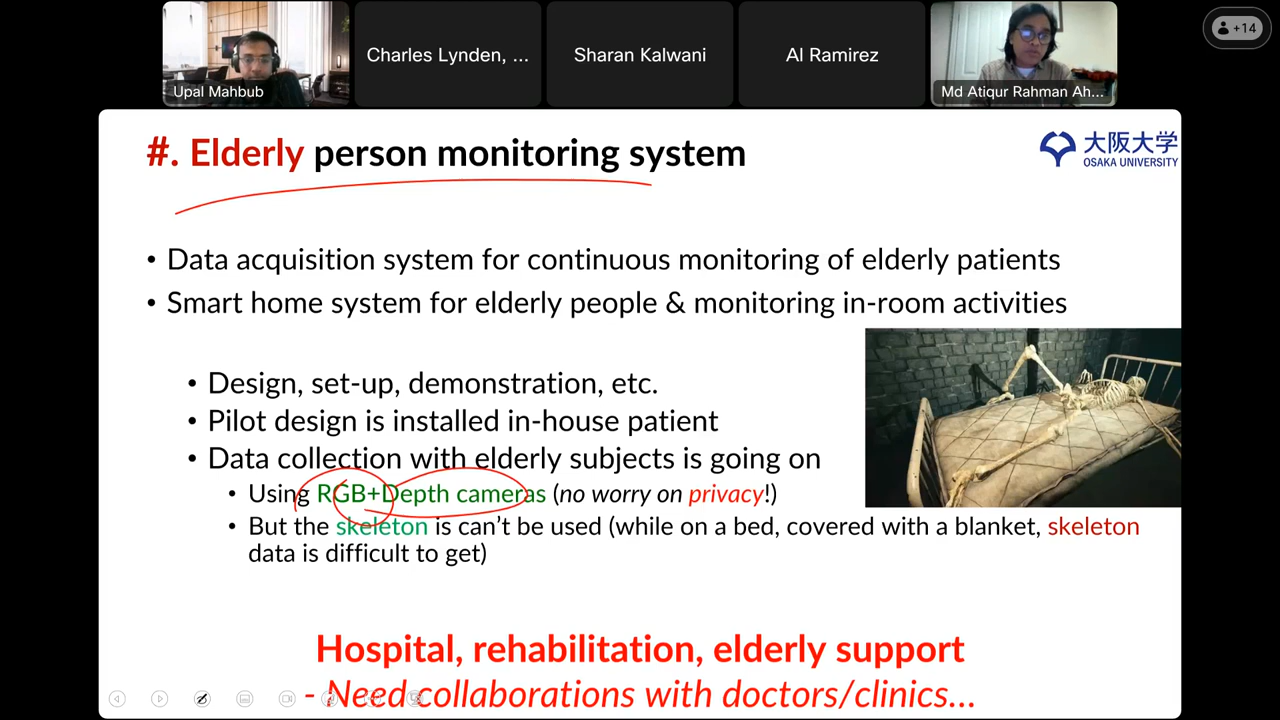 Upal Mahbub
Charles Lynden, ...
Sharan Kalwani
Al Ramirez
Md Atiqur Rahman Ah...
+14
#. Elderly person monitoring system
大阪大学
OSAKA UNIVERSITY
• Data acquisition system for continuous monitoring of elderly patients
• Smart home system for elderly people & monitoring in-room activities
• Design, set-up, demonstration, etc.
• Pilot design is installed in-house patient
• Data collection with elderly subjects is going on
• Using RGB+Depth cameras (no worry on privacy!)
• But the skeleton is can’t be used (while on a bed, covered with a blanket, skeleton
data is difficult to get)
Hospital, rehabilitation, elderly support
- Need collaborations with doctors/clinics...